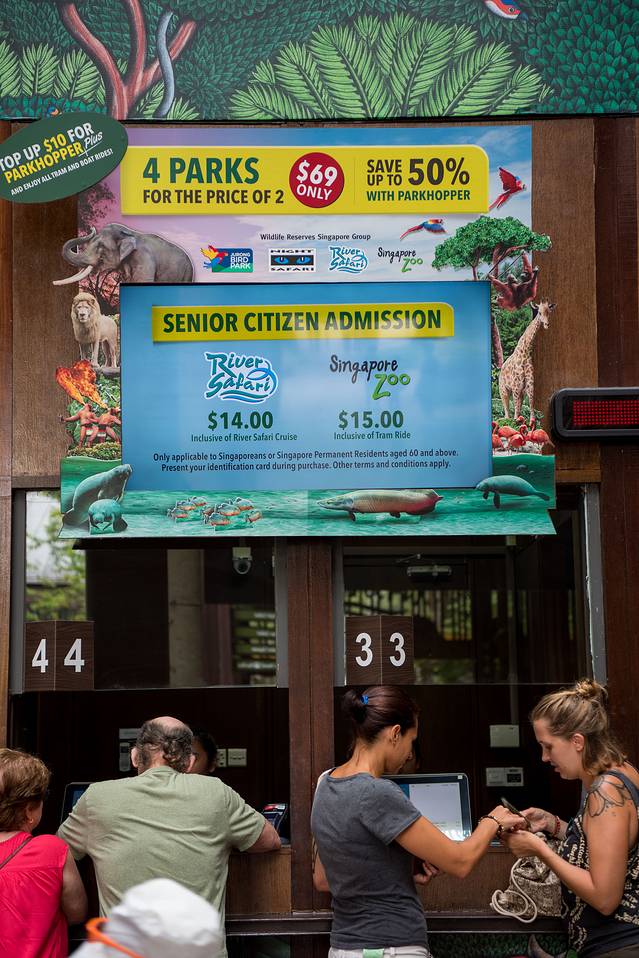 TOP UP $10 FOR
PARKHOPPER Plus
AND ENJOY ALL TRAM AND BOAT RIDES!
4 PARKS
FOR THE PRICE OF 2
$69
ONLY
SAVE
UP TO 50%
WITH PARKHOPPER
Wildlife Reserves Singapore Group
JURONG
BIRD
PARK
NIGHT
SAFARI
River
Safari
Singapore
Zoo
SENIOR CITIZEN ADMISSION
River
Safari
$14.00
Inclusive of River Safari Cruise
Singapore
Zoo
$15.00
Inclusive of Tram Ride
Only applicable to Singaporeans or Singapore Permanent Residents aged 60 and above.
Present your identification card during purchase. Other terms and conditions apply.
4 4
3 3